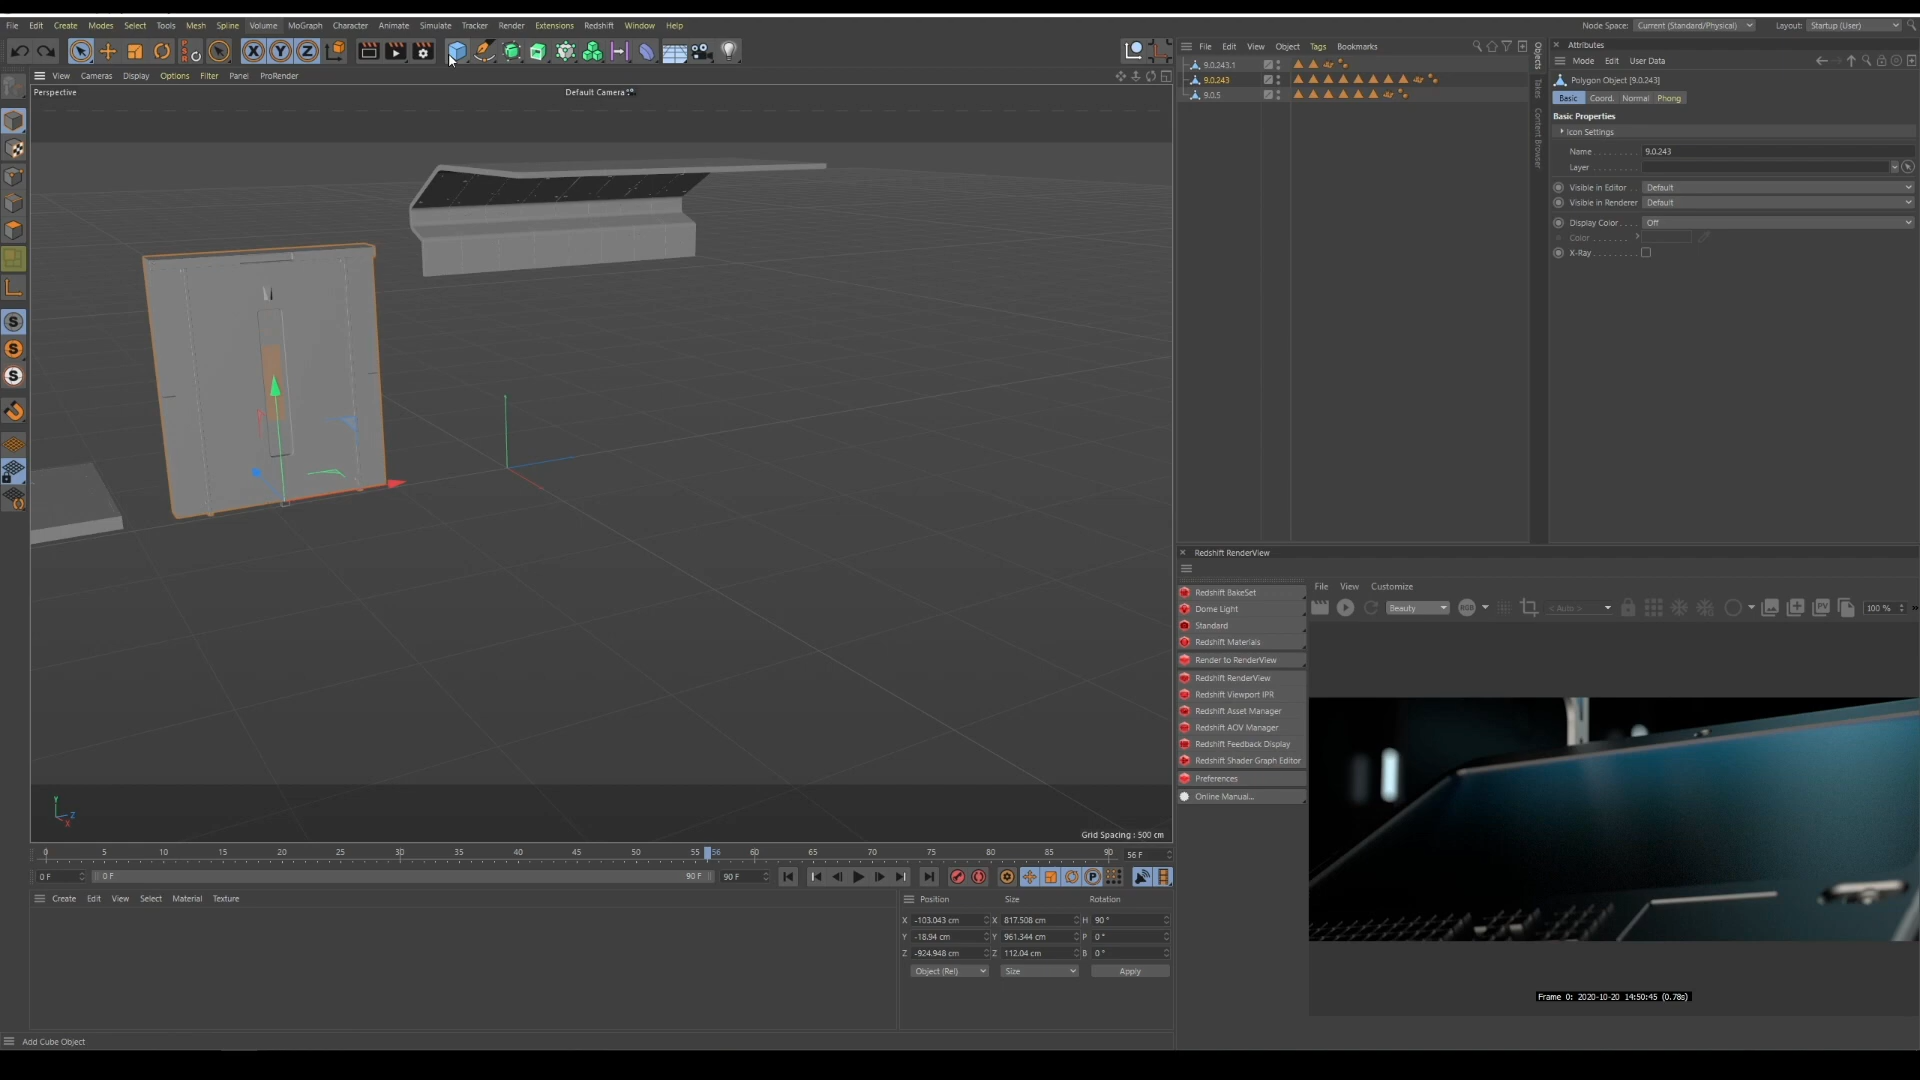 File Edit Create Modes Select Tools Mesh Spline Volume MoGraph Character Animate Simulate Tracker Render Extensions Redshift Window Help
Node Space: Current (Standard/Physical) Layout: Startup (User)
File Edit View Object Tags Bookmarks
Attributes
Mode Edit User Data
View Cameras Display Options Filter Panel ProRender
Perspective
Default Camera
9.0.243.1
9.0.243
9.0.5
Objects
Takes
Content Browser
Polygon Object [9.0.243]
Basic Coord. Normal Phong
Basic Properties
Icon Settings
Name 9.0.243
Layer
Visible in Editor Default
Visible in Renderer Default
Display Color Off
Color
X-Ray
X Y Z
P S R
Y Z X
Grid Spacing : 500 cm
0 5 10 15 20 25 30 35 40 45 50 55 56 60 65 70 75 80 85 90 56 F
0 F 0 F 90 F 90 F
Create Edit View Select Material Texture
Position Size Rotation
X -103.043 cm X 817.508 cm H 90 °
Y -18.94 cm Y 961.344 cm P 0 °
Z -924.948 cm Z 112.04 cm B 0 °
Object (Rel) Size Apply
Add Cube Object
Redshift RenderView
File View Customize
Beauty RGB < Auto > PV 100 %
Redshift BakeSet
Dome Light
Standard
Redshift Materials
Render to RenderView
Redshift RenderView
Redshift Viewport IPR
Redshift Asset Manager
Redshift AOV Manager
Redshift Feedback Display
Redshift Shader Graph Editor
Preferences
Online Manual...
Frame 0: 2020-10-20 14:50:45 (0.78s)